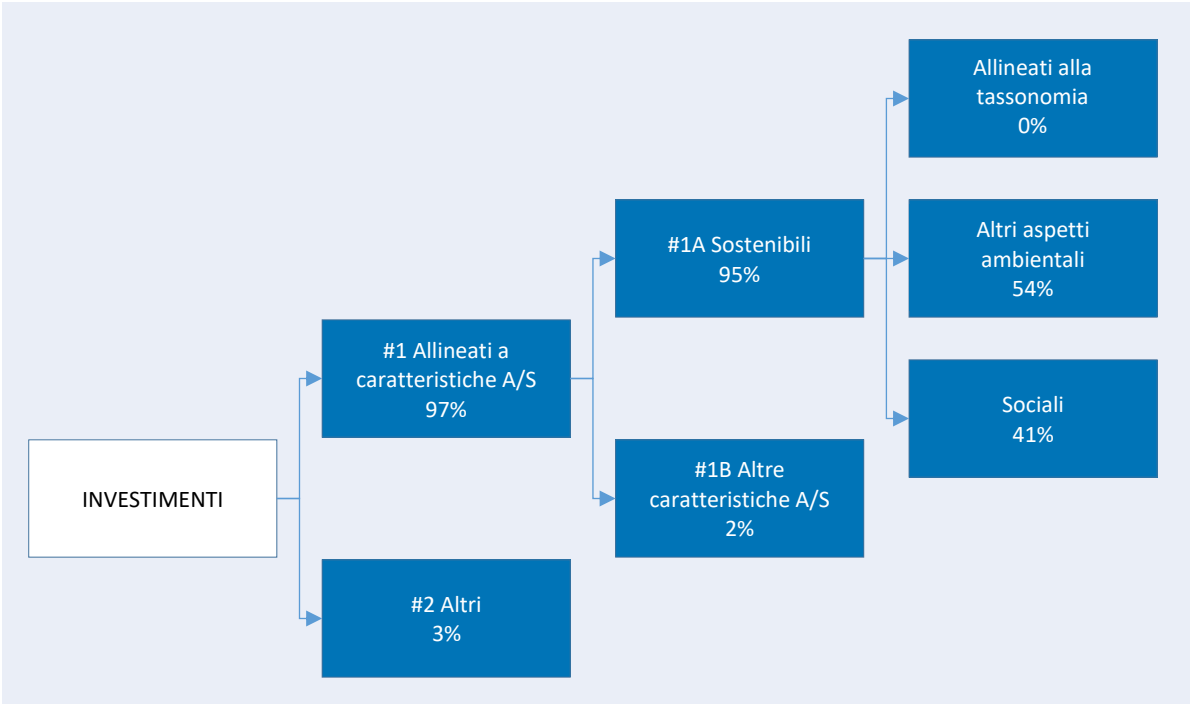 INVESTIMENTI
#1 Allineati a
caratteristiche A/S
97%
#2 Altri
3%
#1A Sostenibili
95%
#1B Altre
caratteristiche A/S
2%
Allineati alla
tassonomia
0%
Altri aspetti
ambientali
54%
Sociali
41%